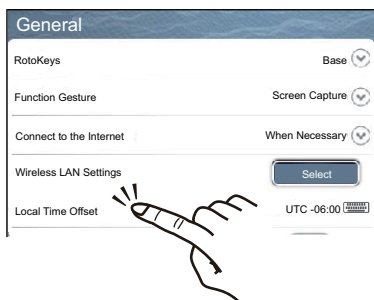 General
RotoKeys Base
Function Gesture Screen Capture
Connect to the Internet When Necessary
Wireless LAN Settings Select
Local Time Offset UTC -06:00